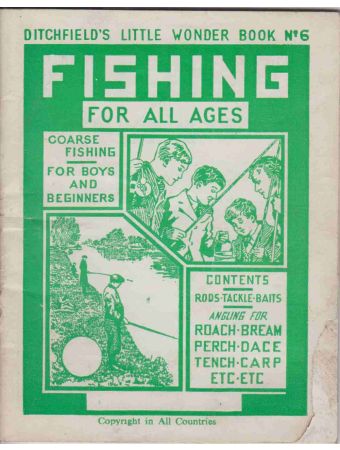 DITCHFIELD'S LITTLE WONDER BOOK Nº6
FISHING
FOR ALL AGES
COARSE
FISHING
FOR BOYS
AND
BEGINNERS
CONTENTS
RODS·TACKLE·BAITS
ANGLING FOR
ROACH·BREAM
PERCH·DACE
TENCH·CARP
ETC·ETC
Copyright in All Countries